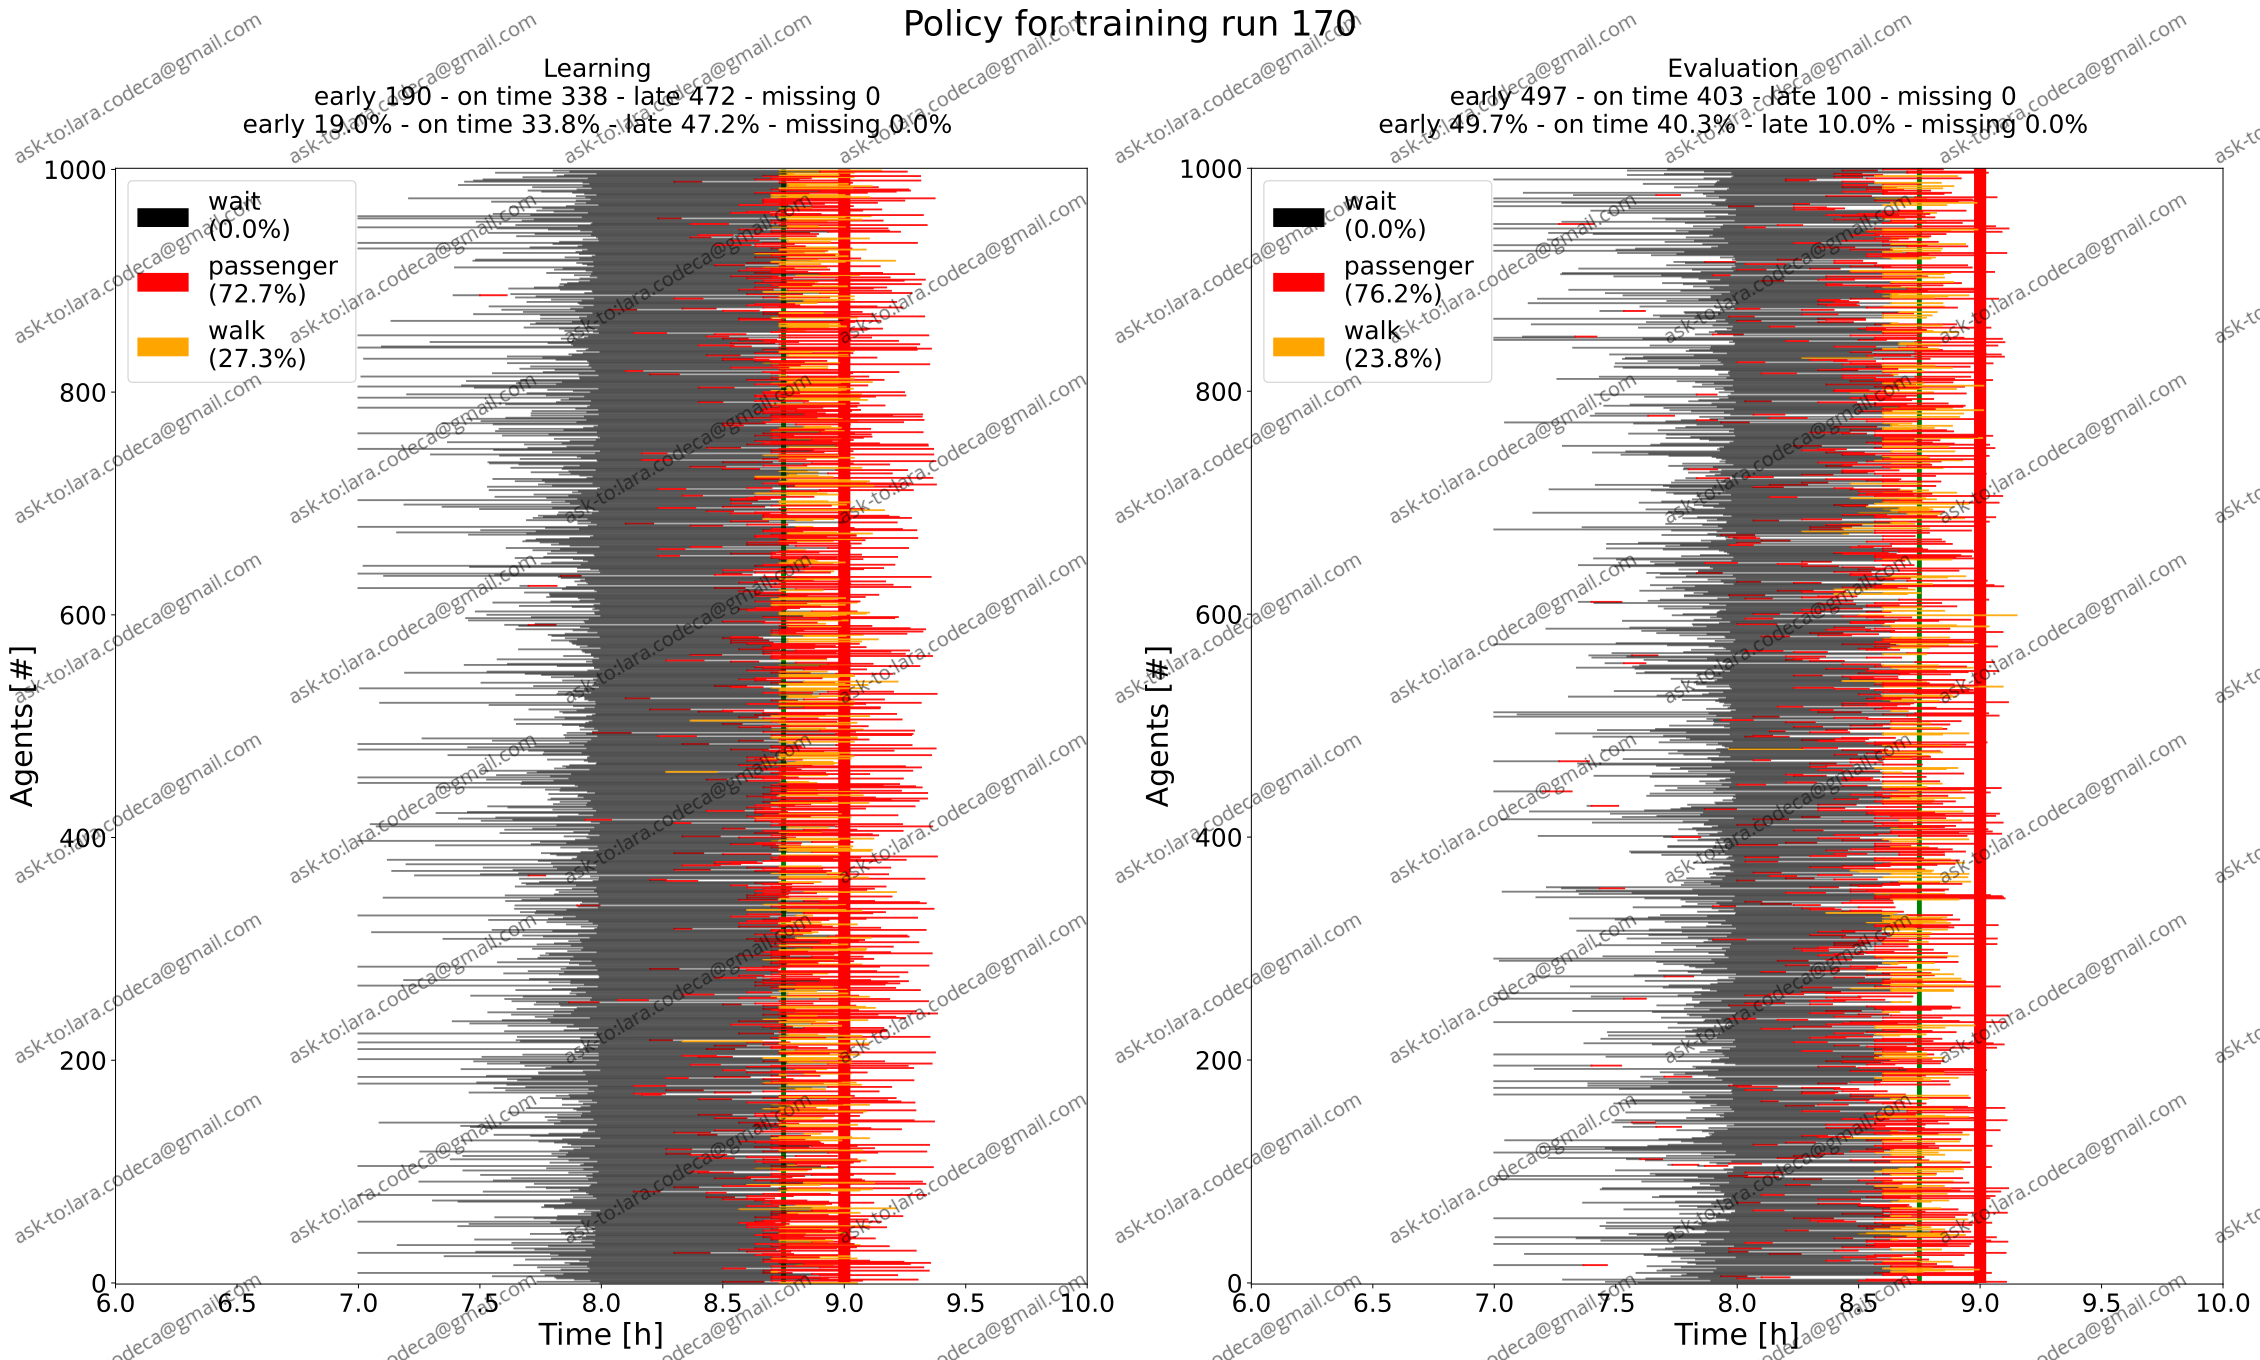 Policy for training run 170
Learning
early 190 - on time 338 - late 472 - missing 0
early 19.0% - on time 33.8% - late 47.2% - missing 0.0%
wait
(0.0%)
passenger
(72.7%)
walk
(27.3%)
1000
800
600
400
200
0
Agents [#]
6.0 6.5 7.0 7.5 8.0 8.5 9.0 9.5 10.0
Time [h]
Evaluation
early 497 - on time 403 - late 100 - missing 0
early 49.7% - on time 40.3% - late 10.0% - missing 0.0%
wait
(0.0%)
passenger
(76.2%)
walk
(23.8%)
1000
800
600
400
200
0
Agents [#]
6.0 6.5 7.0 7.5 8.0 8.5 9.0 9.5 10.0
Time [h]
ask-to:lara.codeca@gmail.com